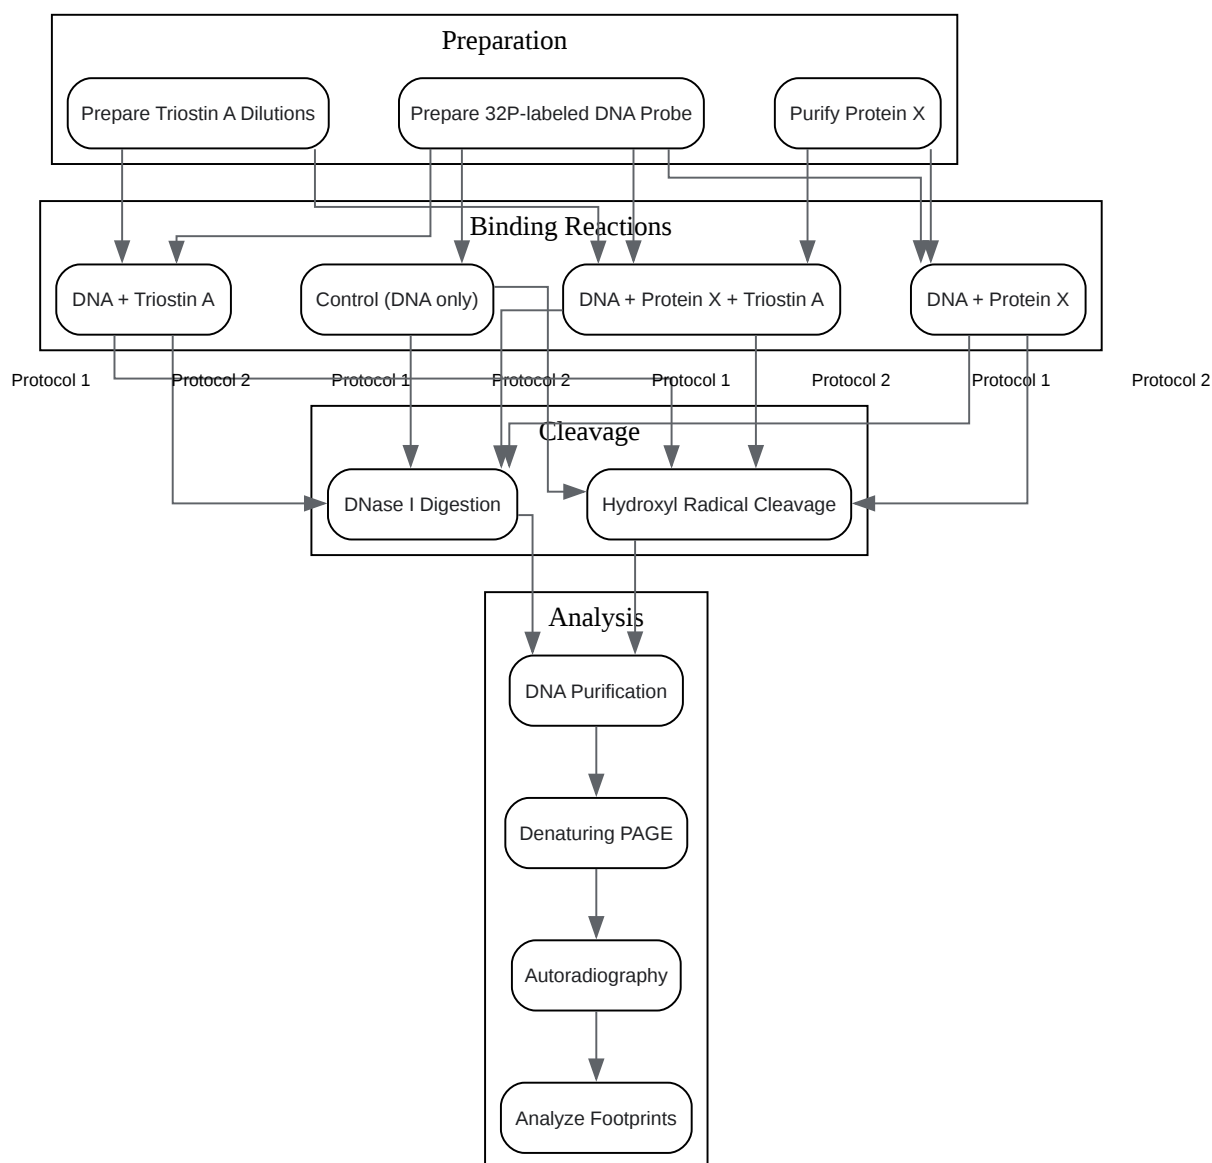 Preparation
Prepare Triostin A Dilutions
Prepare 32P-labeled DNA Probe
Purify Protein X
Binding Reactions
DNA + Triostin A
Control (DNA only)
DNA + Protein X + Triostin A
DNA + Protein X
Protocol 1
Protocol 2
Protocol 1
Protocol 2
Protocol 1
Protocol 2
Protocol 1
Protocol 2
Cleavage
DNase I Digestion
Hydroxyl Radical Cleavage
Analysis
DNA Purification
Denaturing PAGE
Autoradiography
Analyze Footprints